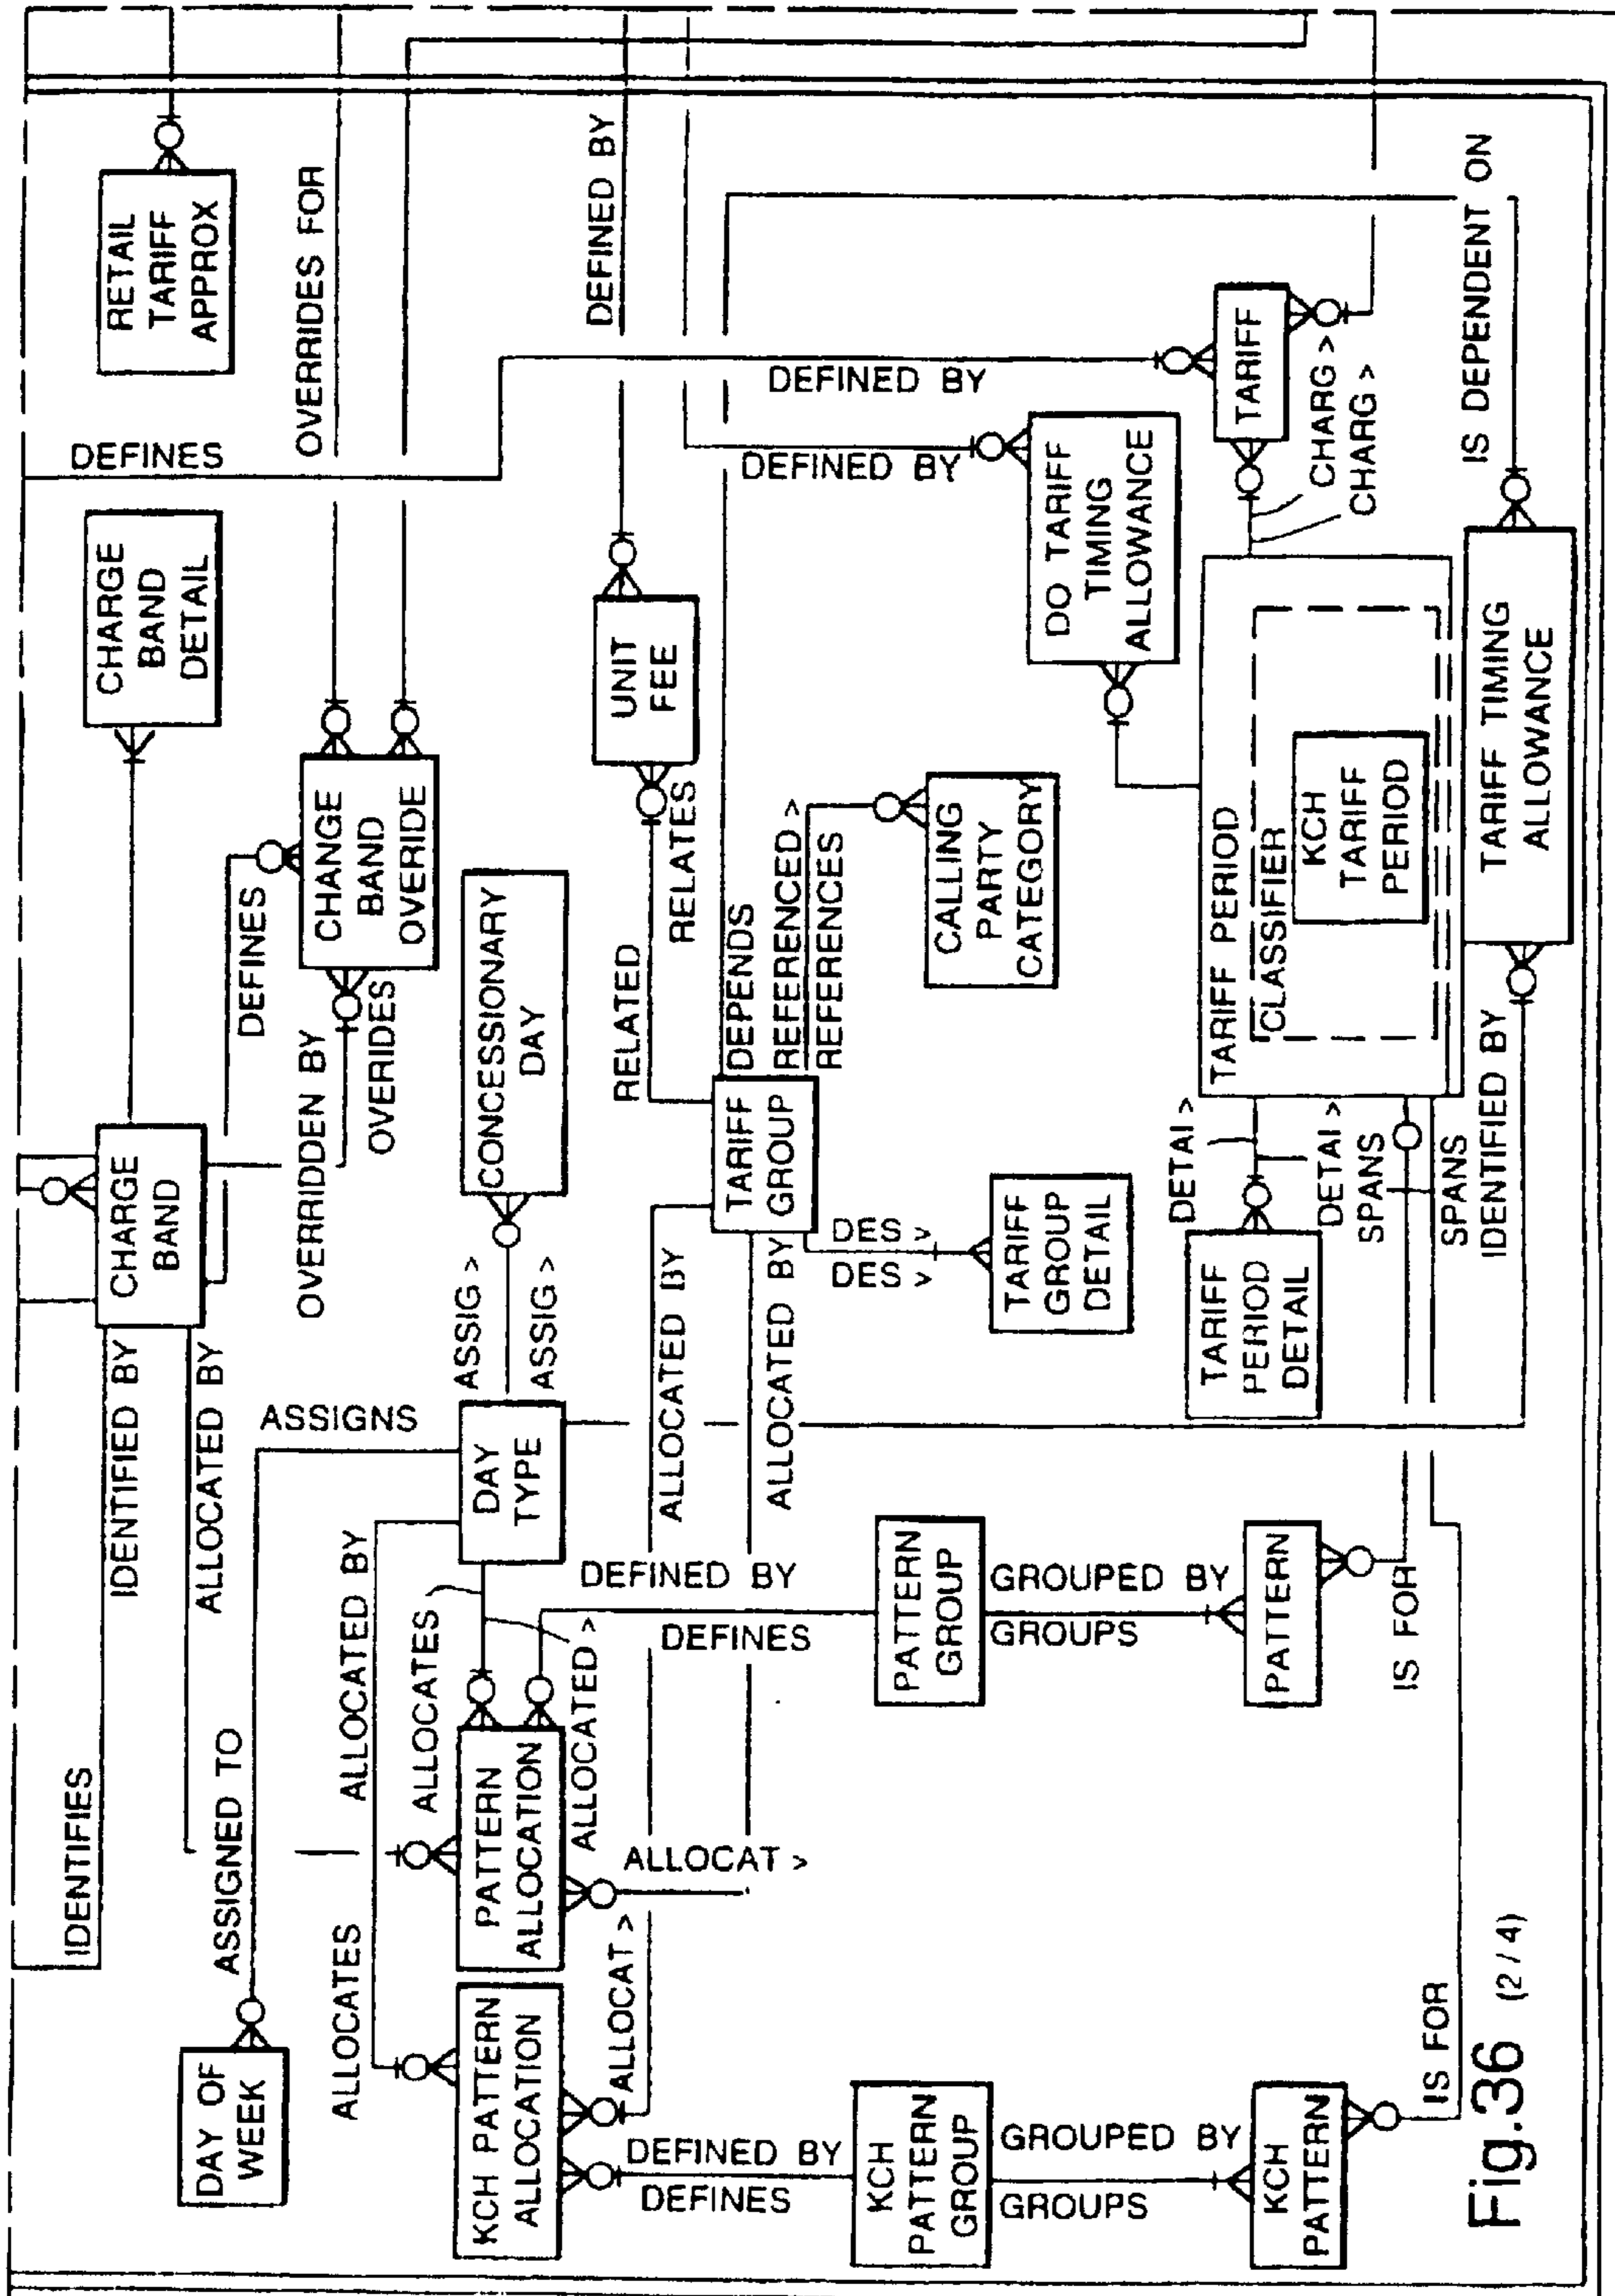 RETAIL
TARIFF
APPROX
DEFINES
OVERRIDES FOR
CHARGE
BAND
DETAIL
CHARGE
BAND
IDENTIFIED BY
IDENTIFIES
ALLOCATED BY
DEFINES
CHANGE
BAND
OVERIDE
OVERRIDDEN BY
OVERIDES
DAY OF
WEEK
ASSIGNED TO
ASSIGNS
CONCESSIONARY
DAY
ASSIG >
ASSIG >
DAY
TYPE
ALLOCATED BY
ALLOCATES
ALLOCATES
ALLOCATED >
PATTERN
ALLOCATION
KCH PATTERN
ALLOCATION
ALLOCAT >
ALLOCAT >
DEFINED BY
UNIT
FEE
RELATES
RELATED
DEPENDS
REFERENCED >
REFERENCES
TARIFF
GROUP
ALLOCATED BY
ALLOCATED BY
DES >
DES >
TARIFF
GROUP
DETAIL
CALLING
PARTY
CATEGORY
DEFINED BY
DEFINED BY
DO TARIFF
TIMING
ALLOWANCE
TARIFF
CHARG >
CHARG >
IS DEPENDENT ON
TARIFF PERIOD
CLASSIFIER
KCH
TARIFF
PERIOD
TARIFF TIMING
ALLOWANCE
DETAI >
DETAI >
SPANS
SPANS
IDENTIFIED BY
TARIFF
PERIOD
DETAIL
DEFINED BY
DEFINES
PATTERN
GROUP
GROUPED BY
GROUPS
PATTERN
IS FOR
DEFINED BY
DEFINES
KCH
PATTERN
GROUP
GROUPED BY
GROUPS
KCH
PATTERN
IS FOR
Fig.36 (2/4)